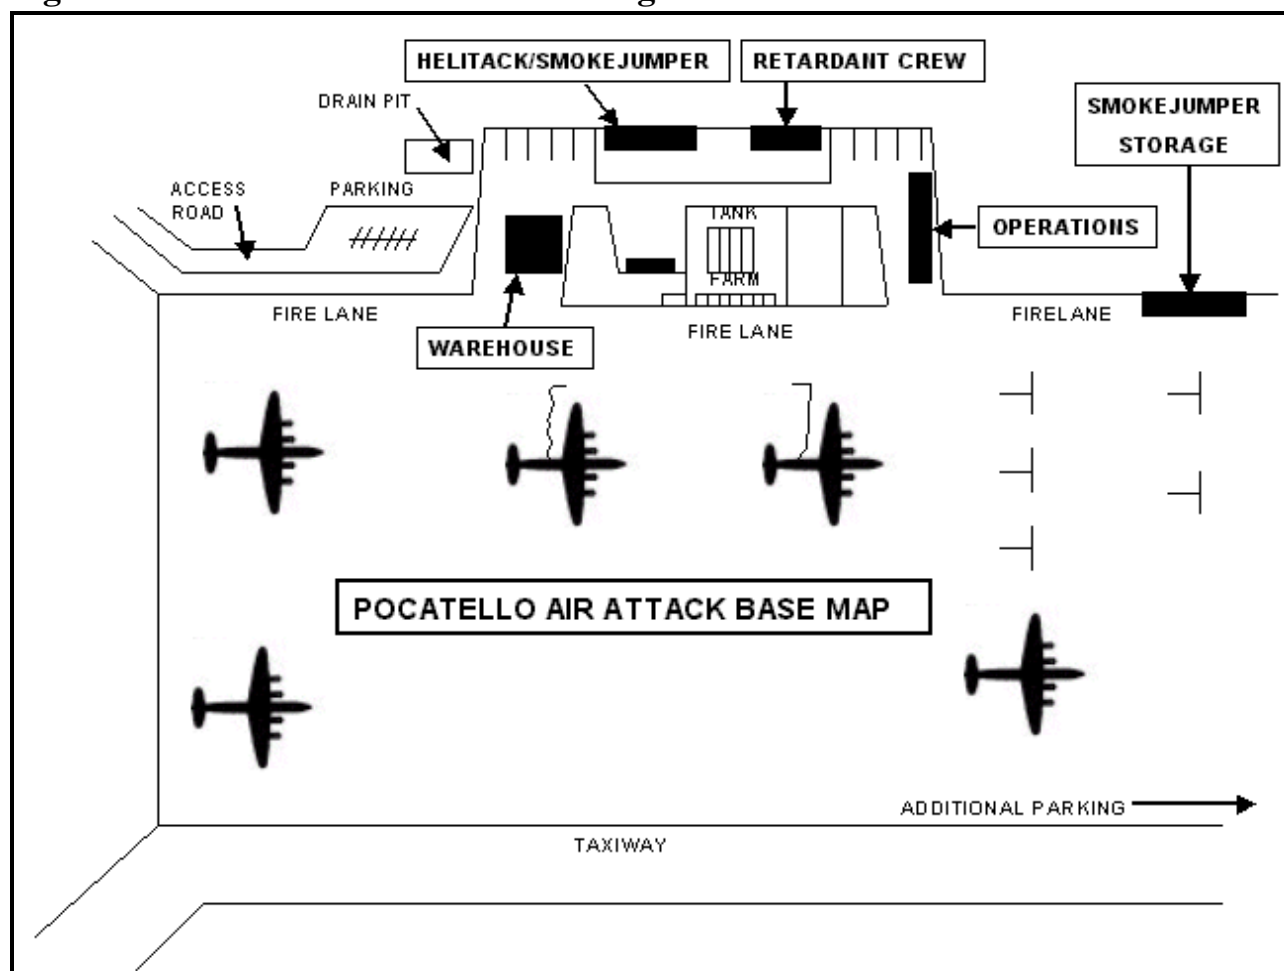 HELITACK/SMOKEJUMPER
RETARDANT CREW
DRAIN PIT
SMOKEJUMPER
STORAGE
ACCESS
ROAD
PARKING
TANK
FARM
OPERATIONS
FIRE LANE
FIRE LANE
FIRELANE
WAREHOUSE
POCATELLO AIR ATTACK BASE MAP
ADDITIONAL PARKING
TAXIWAY